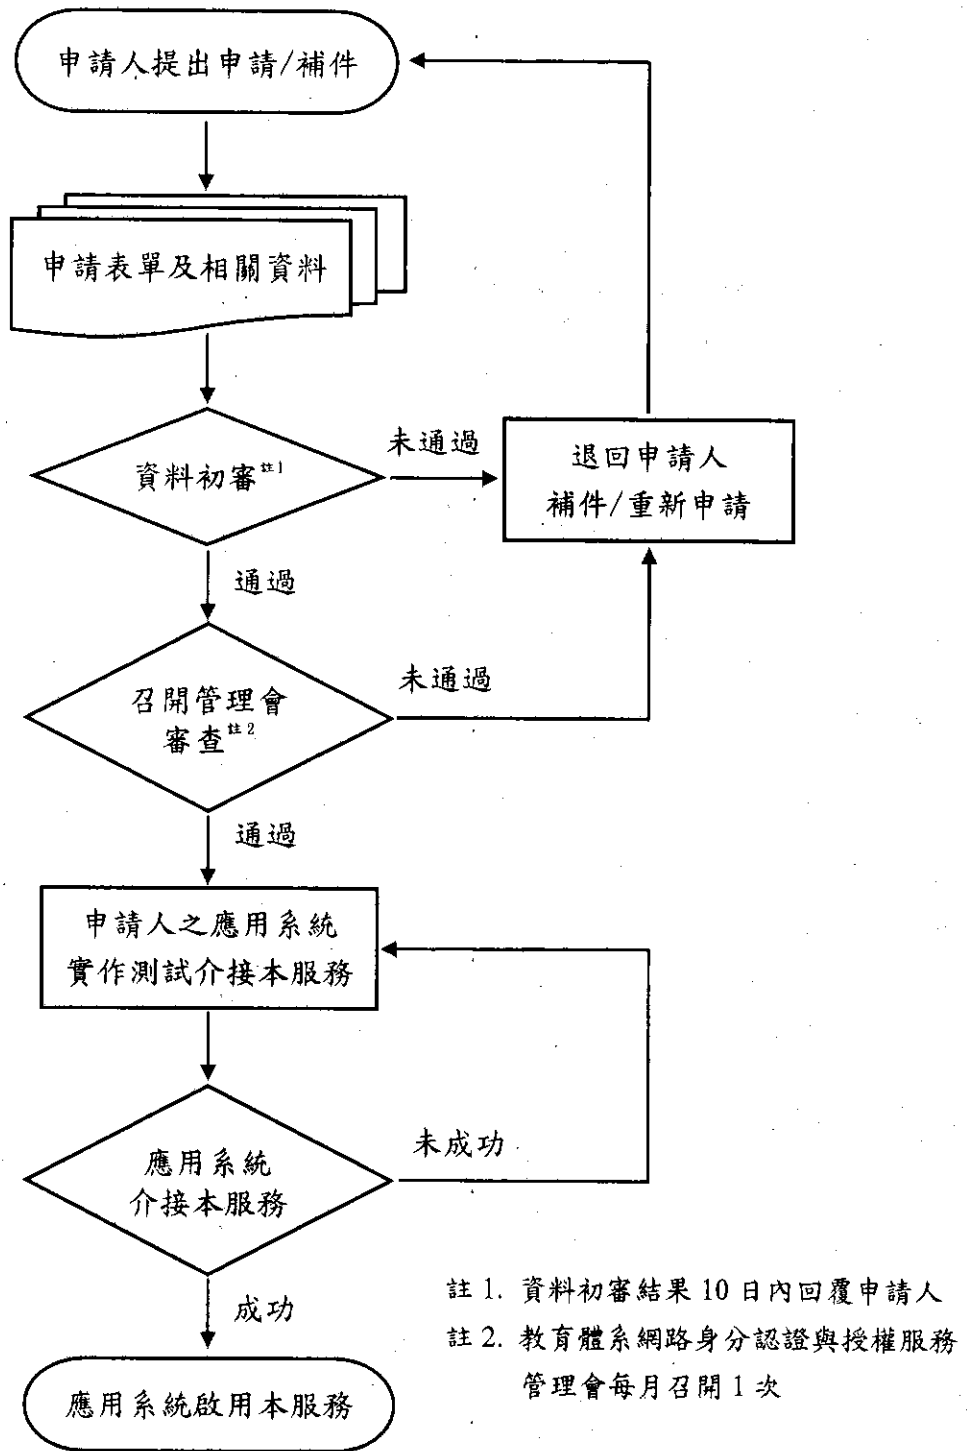 申請人提出申請/補件
申請表單及相關資料
資料初審註1
未通過
退回申請人
補件/重新申請
通過
召開管理會
審查註2
未通過
通過
申請人之應用系統
實作測試介接本服務
應用系統
介接本服務
未成功
成功
應用系統啟用本服務
註 1. 資料初審結果 10 日內回覆申請人
註 2. 教育體系網路身分認證與授權服務
管理會每月召開 1 次